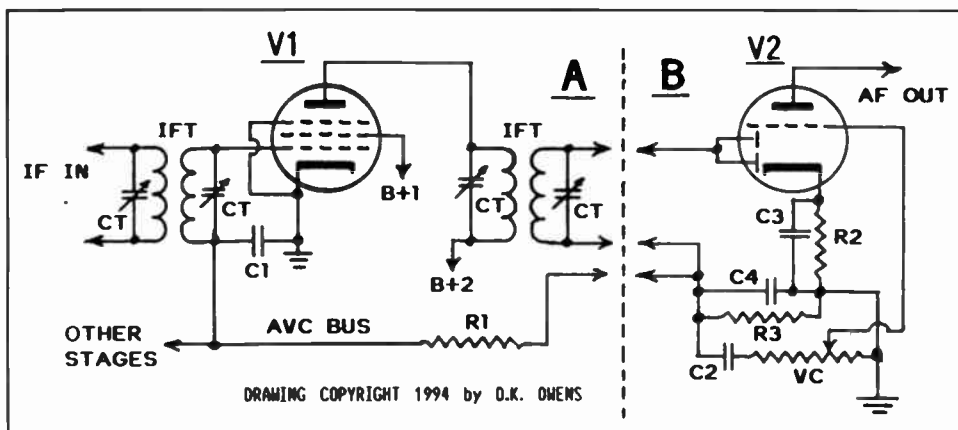 V1
A
B
V2
AF OUT
IFT
IFT
IF IN
CT
CT
B+1
CT
CT
C3
R2
C1
B+2
C4
OTHER
STAGES
AVC BUS
R1
R3
C2
VC
DRAWING COPYRIGHT 1994 by D.K. OWENS